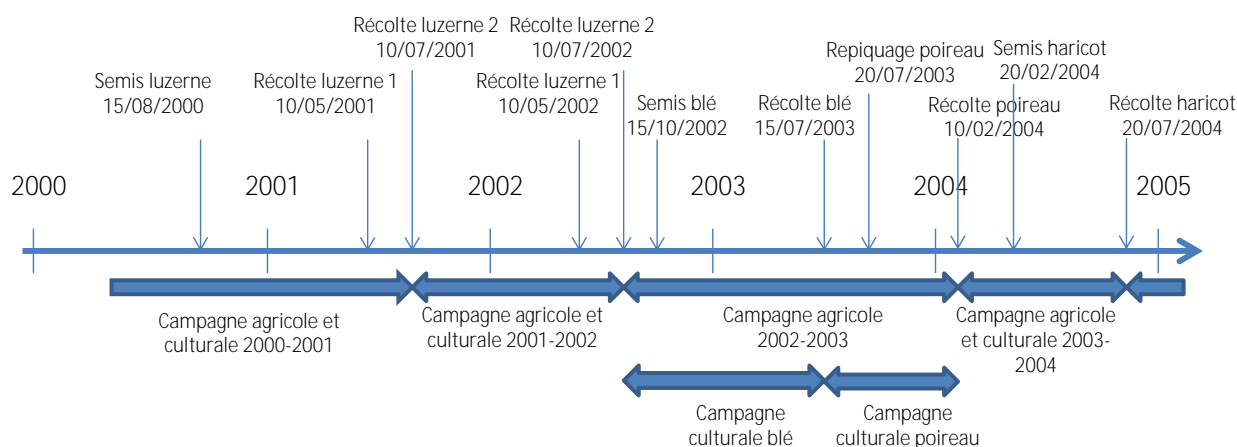 Semis luzerne
15/08/2000
Récolte luzerne 1
10/05/2001
Récolte luzerne 2
10/07/2001
Récolte luzerne 1
10/05/2002
Récolte luzerne 2
10/07/2002
Semis blé
15/10/2002
Récolte blé
15/07/2003
Repiquage poireau
20/07/2003
Récolte poireau
10/02/2004
Semis haricot
20/02/2004
Récolte haricot
20/07/2004
2000
2001
2002
2003
2004
2005
Campagne agricole et
culturale 2000-2001
Campagne agricole et
culturale 2001-2002
Campagne agricole
2002-2003
Campagne agricole
et culturale 2003-
2004
Campagne
culturale blé
Campagne
culturale poireau